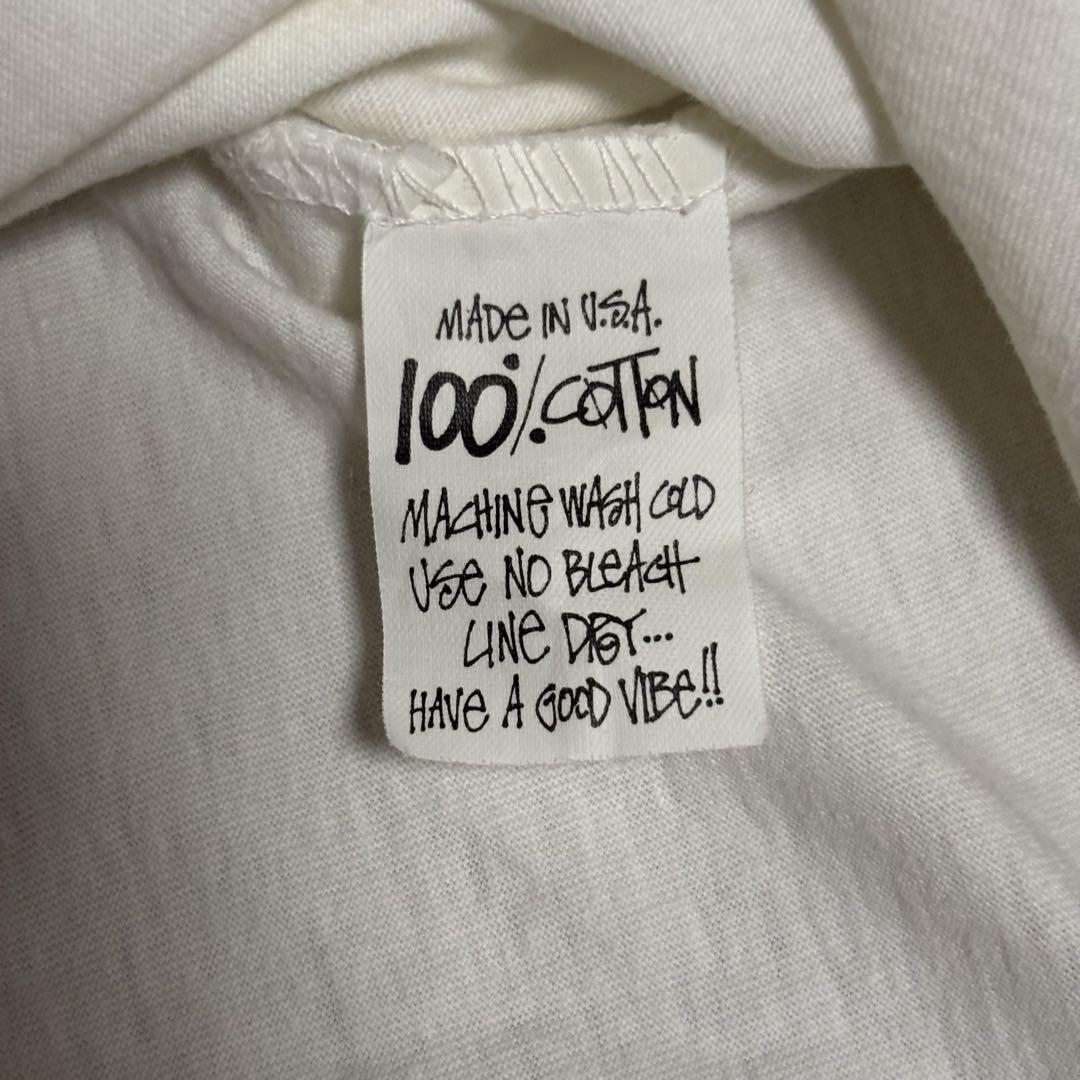 MADE IN U.S.A.
100% COTTON
MACHINE WASH COLD
USE NO BLEACH
LINE DRY...
HAVE A GOOD VIBE!!